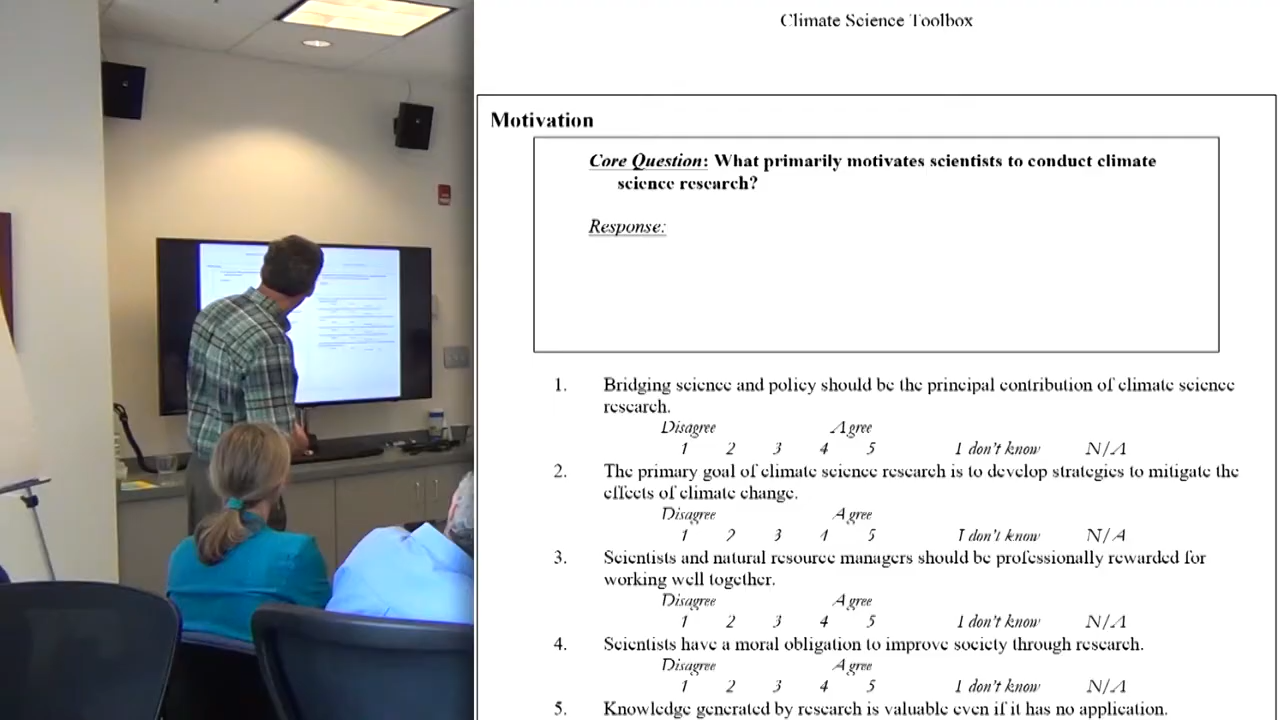 Climate Science Toolbox
Motivation
Core Question: What primarily motivates scientists to conduct climate
science research?
Response:
1. Bridging science and policy should be the principal contribution of climate science
research.
Disagree Agree
1 2 3 4 5 I don't know N/A
2. The primary goal of climate science research is to develop strategies to mitigate the
effects of climate change.
Disagree Agree
1 2 3 4 5 I don't know N/A
3. Scientists and natural resource managers should be professionally rewarded for
working well together.
Disagree Agree
1 2 3 4 5 I don't know N/A
4. Scientists have a moral obligation to improve society through research.
Disagree Agree
1 2 3 4 5 I don't know N/A
5. Knowledge generated by research is valuable even if it has no application.